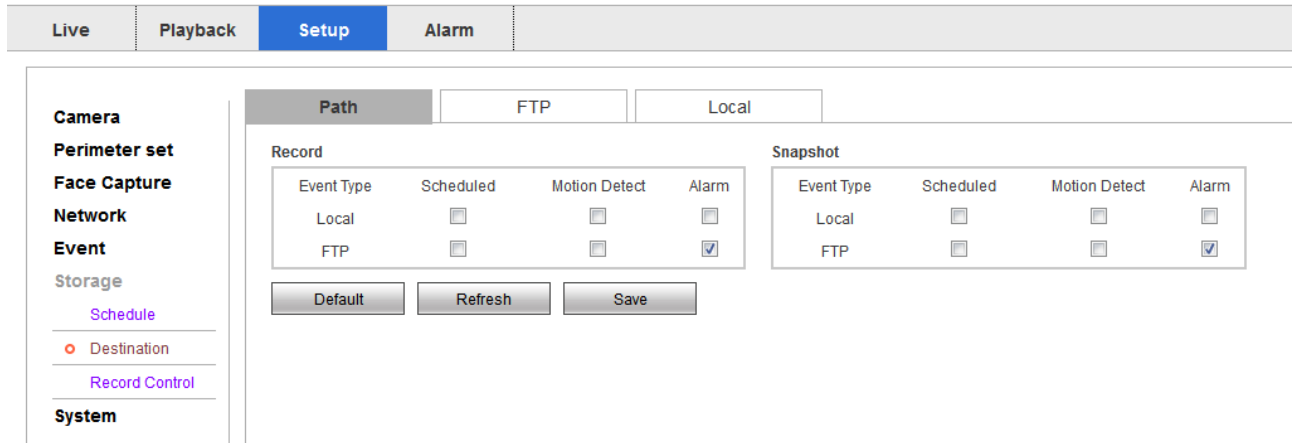 Live Playback Setup Alarm
Path FTP Local
Camera
Perimeter set
Face Capture
Network
Event
Storage
Schedule
Destination
Record Control
System
Record
Event Type Scheduled Motion Detect Alarm
Local
FTP
Snapshot
Event Type Scheduled Motion Detect Alarm
Local
FTP
Default Refresh Save